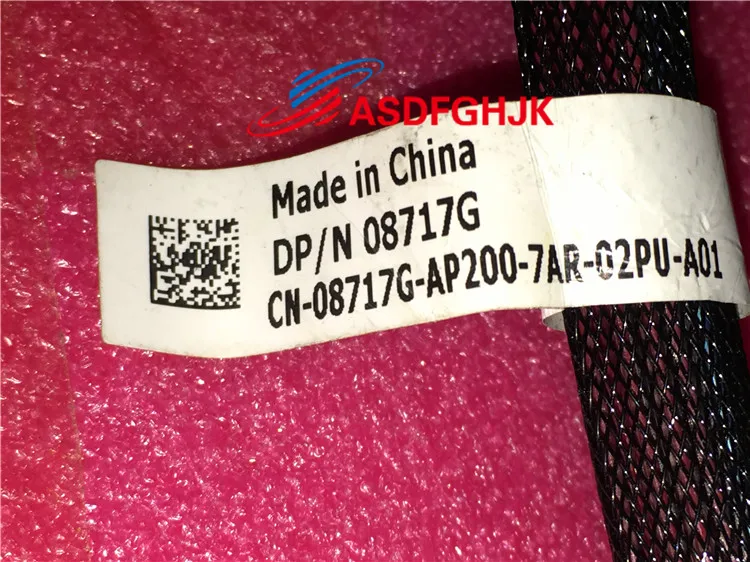 ASDFGHJK
Made in China
DP/N 08717G
CN-08717G-AP200-7AR-02PU-A01